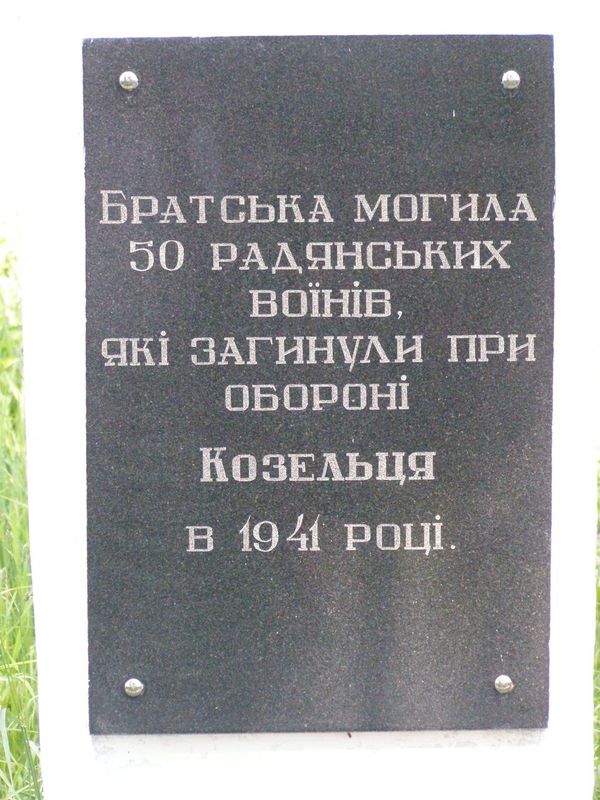 Братська могила
50 радянських
воїнів,
які загинули при
обороні
Козельця
в 1941 році.